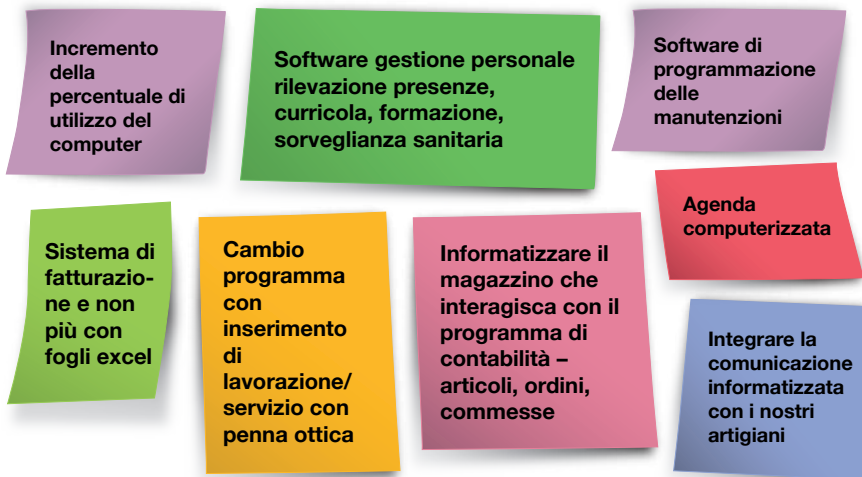 Incremento
della
percentuale di
utilizzo del
computer
Software gestione personale
rilevazione presenze,
curricola, formazione,
sorveglianza sanitaria
Software di
programmazione
delle
manutenzioni
Agenda
computerizzata
Sistema di
fatturazio-
ne e non
più con
fogli excel
Cambio
programma
con
inserimento
di
lavorazione/
servizio con
penna ottica
Informatizzare il
magazzino che
interagisca con il
programma di
contabilità –
articoli, ordini,
commesse
Integrare la
comunicazione
informatizzata
con i nostri
artigiani